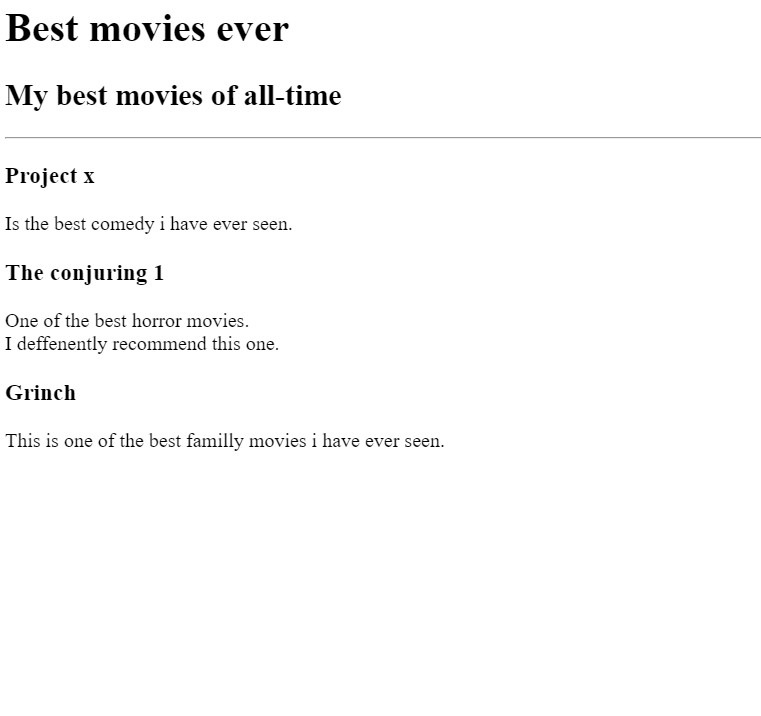 Best movies ever
My best movies of all-time
Project x
Is the best comedy i have ever seen.
The conjuring 1
One of the best horror movies.
I deffenently recommend this one.
Grinch
This is one of the best familly movies i have ever seen.